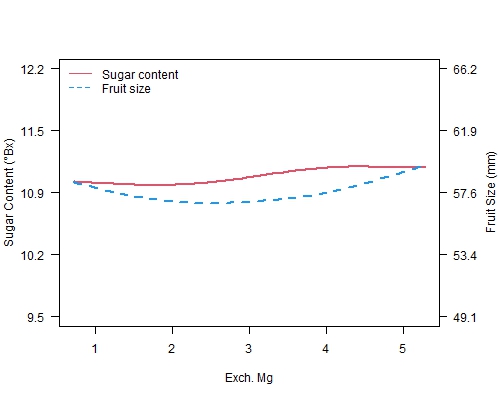 Sugar content
Fruit size
12.2
11.5
10.9
10.2
9.5
Sugar Content (°Bx)
66.2
61.9
57.6
53.4
49.1
Fruit Size (mm)
1 2 3 4 5
Exch. Mg